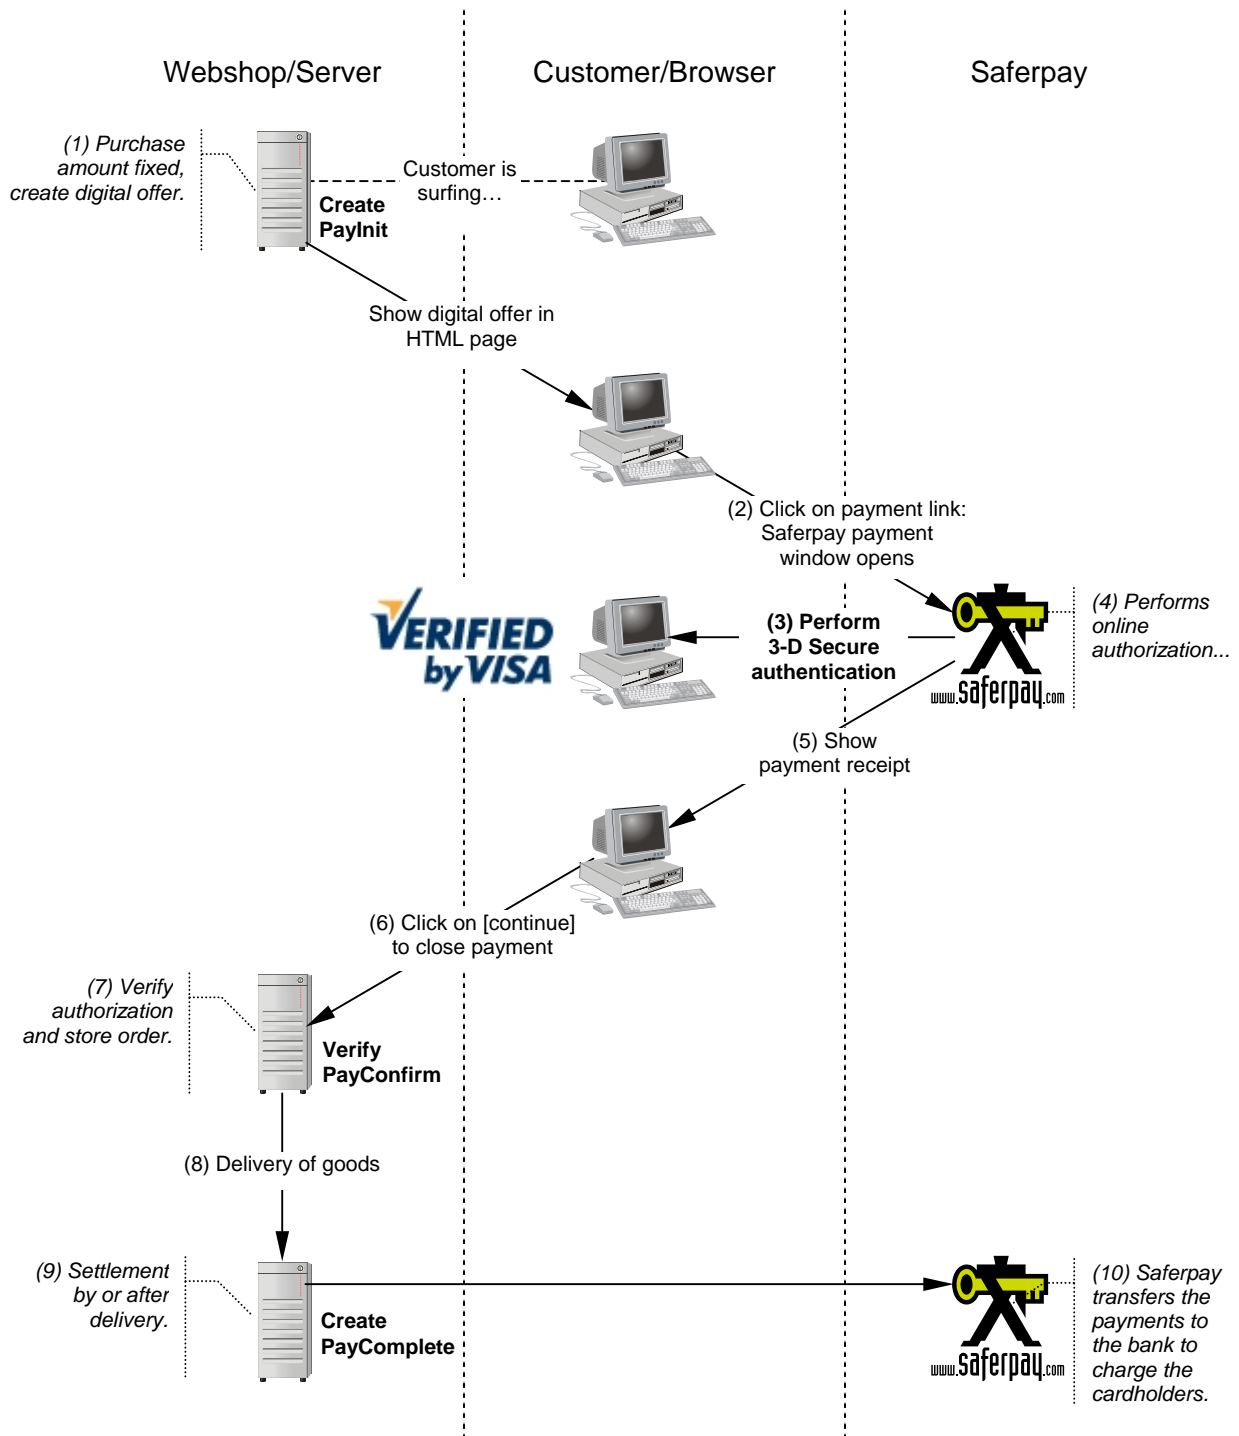 Webshop/Server
Customer/Browser
Saferpay
(1) Purchase
amount fixed,
create digital offer.
Create
PayInit
Customer is
surfing…
Show digital offer in
HTML page
(2) Click on payment link:
Saferpay payment
window opens
VERIFIED
by VISA
(3) Perform
3-D Secure
authentication
www.saferpay.com
(4) Performs
online
authorization...
(5) Show
payment receipt
(6) Click on [continue]
to close payment
(7) Verify
authorization
and store order.
Verify
PayConfirm
(8) Delivery of goods
(9) Settlement
by or after
delivery.
Create
PayComplete
www.saferpay.com
(10) Saferpay
transfers the
payments to
the bank to
charge the
cardholders.